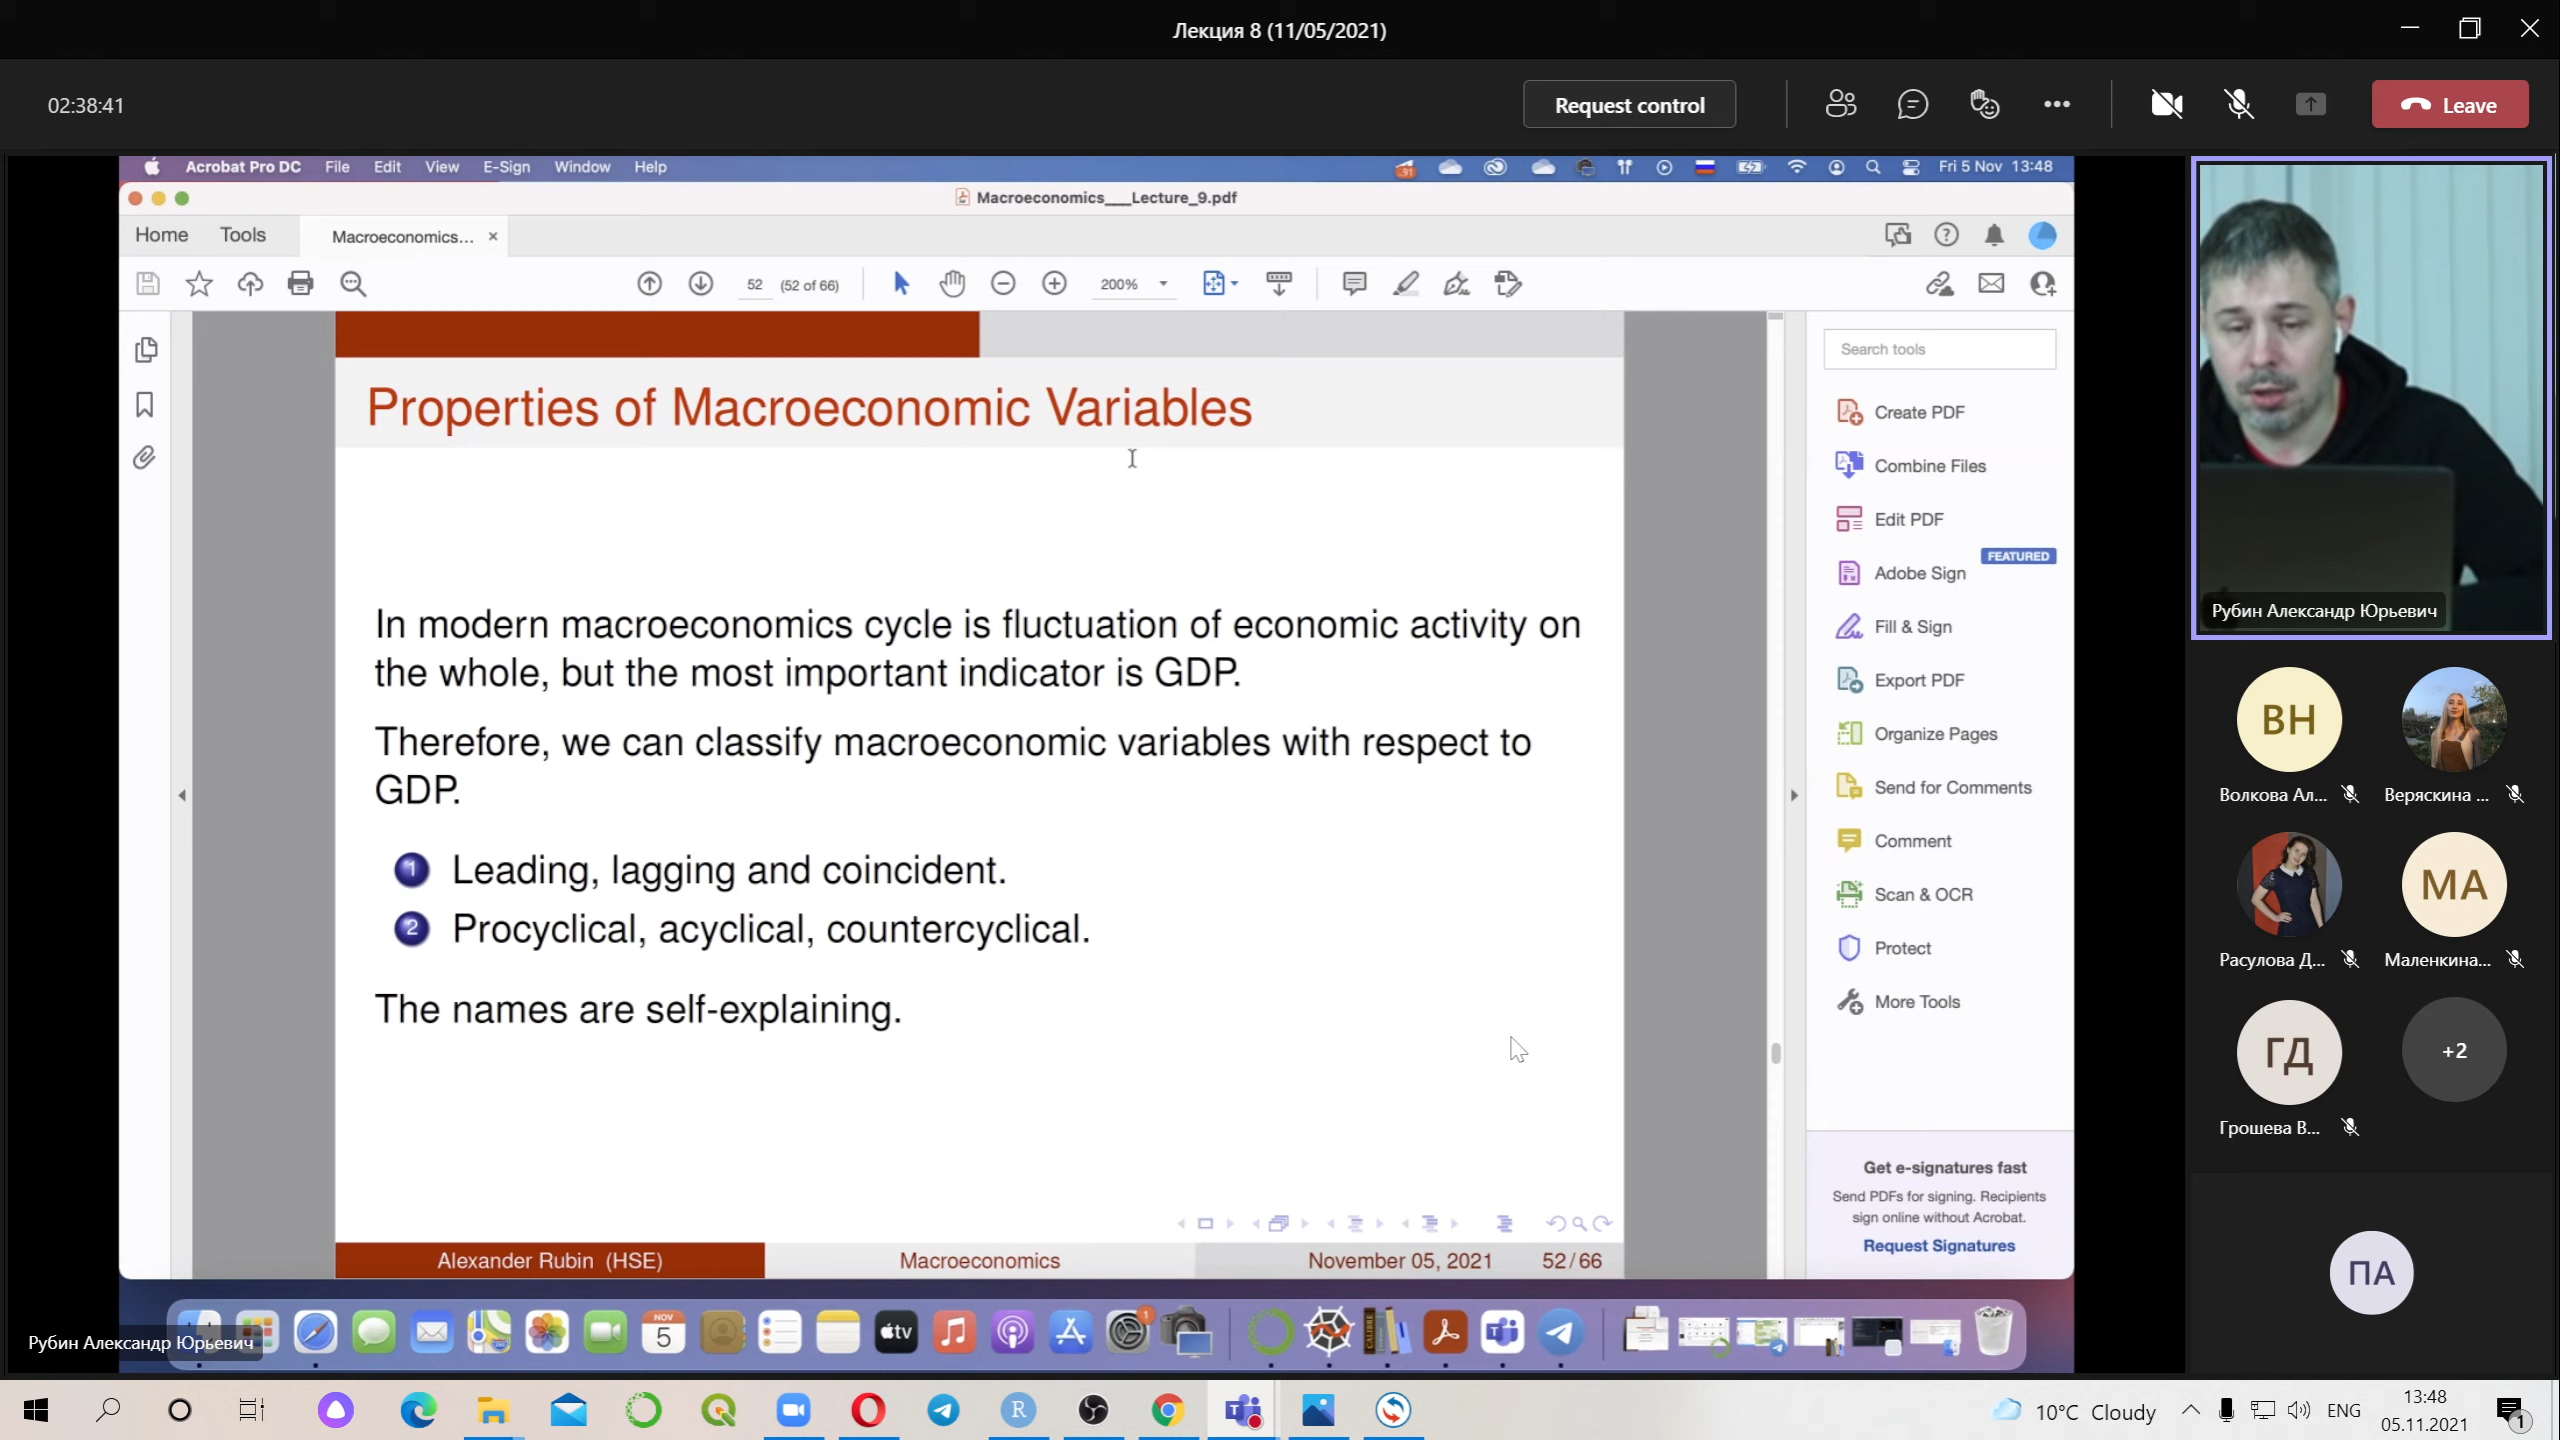 Лекция 8 (11/05/2021)
02:38:41
Request control
Leave
Acrobat Pro DC File Edit View E-Sign Window Help
Fri 5 Nov 13:48
Macroeconomics___Lecture_9.pdf
Home Tools Macroeconomics...
52 (52 of 66)
200%
Properties of Macroeconomic Variables
In modern macroeconomics cycle is fluctuation of economic activity on
the whole, but the most important indicator is GDP.
Therefore, we can classify macroeconomic variables with respect to
GDP.
1 Leading, lagging and coincident.
2 Procyclical, acyclical, countercyclical.
The names are self-explaining.
Alexander Rubin (HSE) Macroeconomics November 05, 2021 52/66
Search tools
Create PDF
Combine Files
Edit PDF
FEATURED
Adobe Sign
Fill & Sign
Export PDF
Organize Pages
Send for Comments
Comment
Scan & OCR
Protect
More Tools
Get e-signatures fast
Send PDFs for signing. Recipients
sign online without Acrobat.
Request Signatures
Рубин Александр Юрьевич
ВН
Волкова Ал...
Веряскина ...
Расулова Д...
МА
Маленкина...
ГД
Грошева В...
+2
ПА
NOV
5
tv
CALIBRE
1
Рубин Александр Юрьевич
R
10°C Cloudy
ENG
13:48
05.11.2021
1